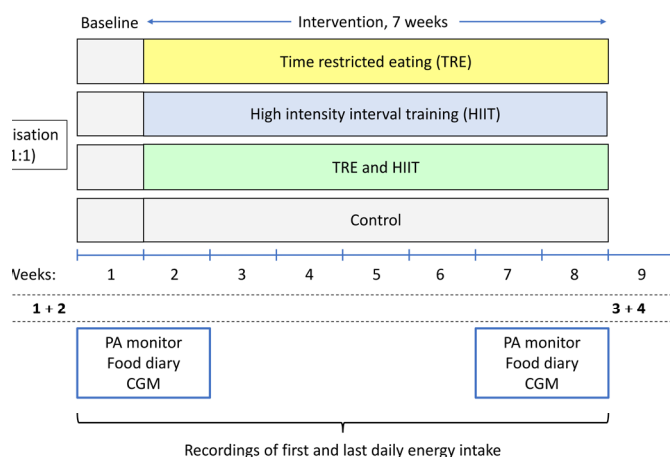 Baseline
Intervention, 7 weeks
Time restricted eating (TRE)
High intensity interval training (HIIT)
isation
1:1)
TRE and HIIT
Control
Weeks: 1 2 3 4 5 6 7 8 9
1 + 2
3 + 4
PA monitor
Food diary
CGM
PA monitor
Food diary
CGM
Recordings of first and last daily energy intake